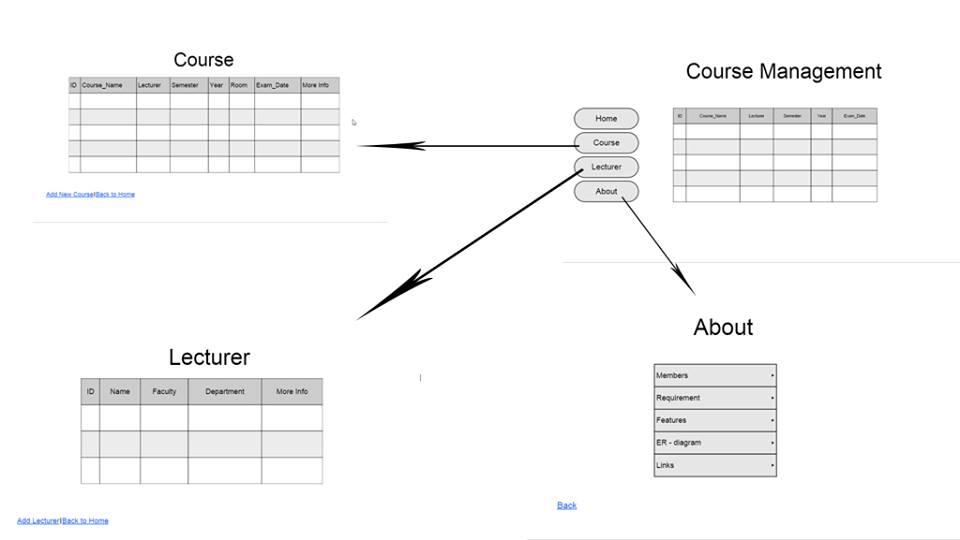 Course
ID Course_Name Lecturer Semester Year Room Exam_Date More Info
Add New Course|Back to Home
Course Management
Home
Course
Lecturer
About
ID Course_Name Lecturer Semester Year Exam_Date
Lecturer
ID Name Faculty Department More Info
Add Lecturer|Back to Home
About
Members
Requirement
Features
ER - diagram
Links
Back